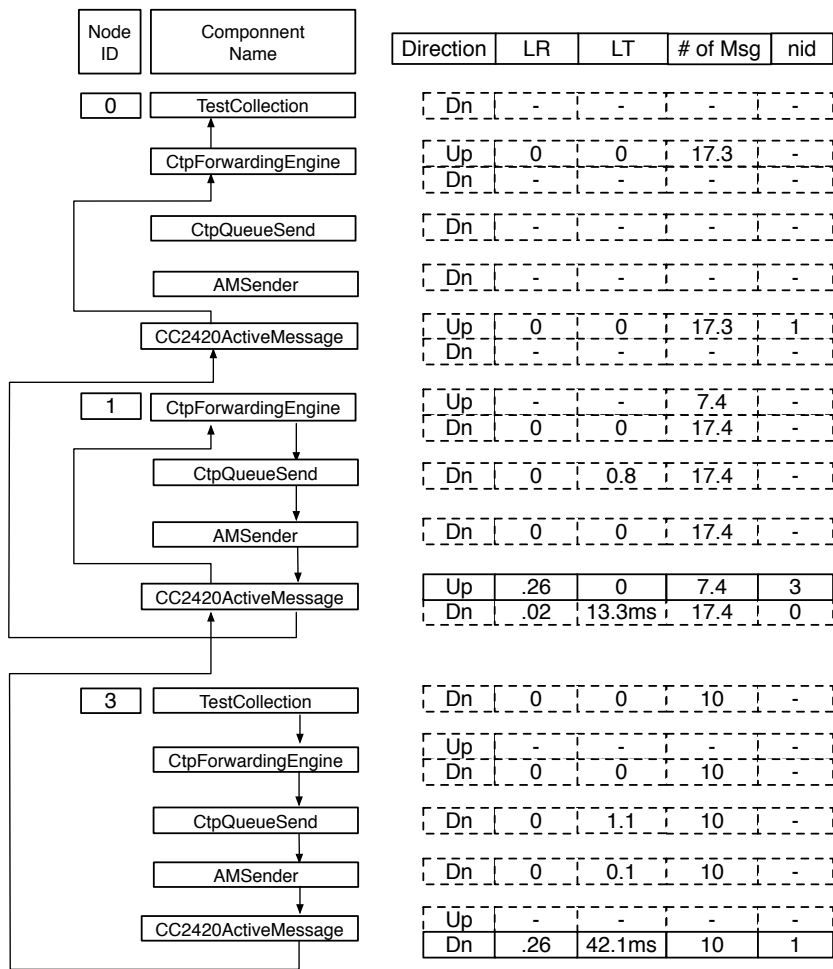 Node ID Componnent Name
Direction LR LT # of Msg nid
0 TestCollection Dn - - - -
CtpForwardingEngine Up 0 0 17.3 -
Dn - - - -
CtpQueueSend Dn - - - -
AMSender Dn - - - -
CC2420ActiveMessage Up 0 0 17.3 1
Dn - - - -
1 CtpForwardingEngine Up - - 7.4 -
Dn 0 0 17.4 -
CtpQueueSend Dn 0 0.8 17.4 -
AMSender Dn 0 0 17.4 -
CC2420ActiveMessage Up .26 0 7.4 3
Dn .02 13.3ms 17.4 0
3 TestCollection Dn 0 0 10 -
CtpForwardingEngine Up - - - -
Dn 0 0 10 -
CtpQueueSend Dn 0 1.1 10 -
AMSender Dn 0 0.1 10 -
CC2420ActiveMessage Up - - - -
Dn .26 42.1ms 10 1